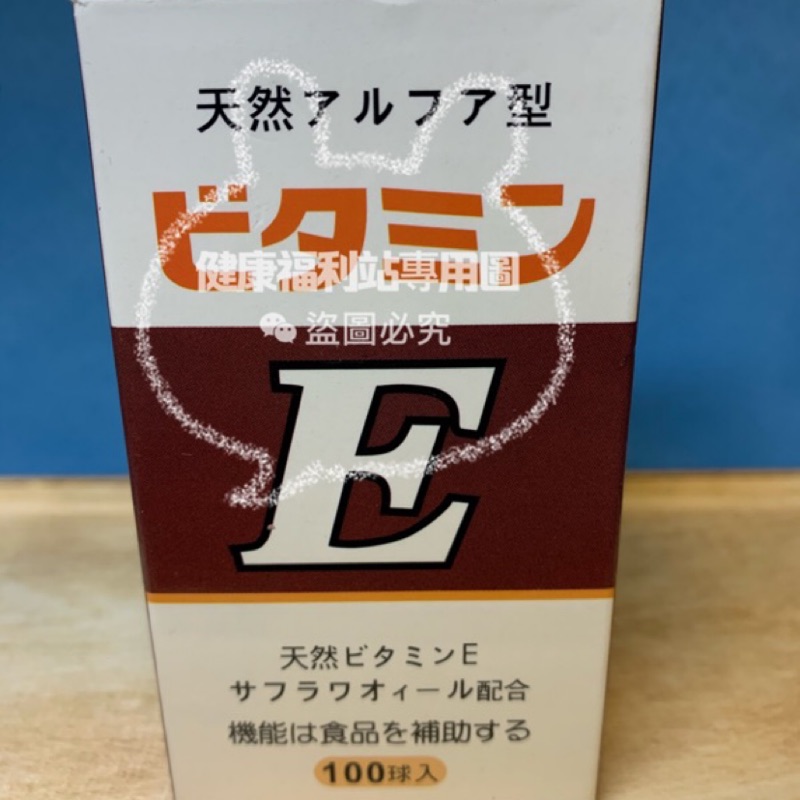 天然アルファ型
ビタミン
健康福利站專用圖
盜圖必究
E
天然ビタミンE
サフラワオィール配合
機能は食品を補助する
100球入